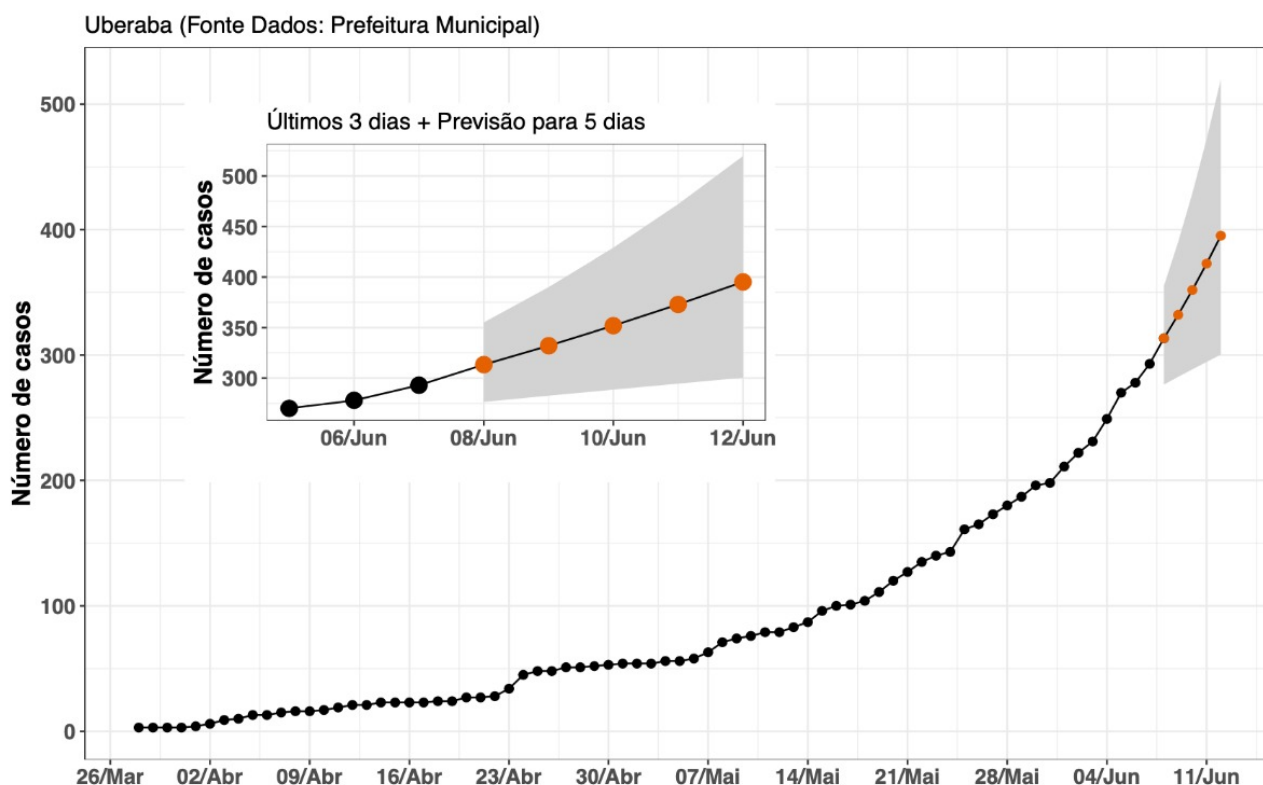 Uberaba (Fonte Dados: Prefeitura Municipal)
Número de casos
500
400
300
200
100
0
Últimos 3 dias + Previsão para 5 dias
Número de casos
500
450
400
350
300
06/Jun 08/Jun 10/Jun 12/Jun
26/Mar 02/Abr 09/Abr 16/Abr 23/Abr 30/Abr 07/Mai 14/Mai 21/Mai 28/Mai 04/Jun 11/Jun